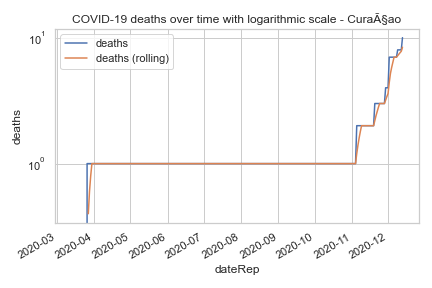 COVID-19 deaths over time with logarithmic scale - CuraÃ§ao
deaths
deaths (rolling)
10¹
10⁰
deaths
2020-03
2020-04
2020-05
2020-06
2020-07
2020-08
2020-09
2020-10
2020-11
2020-12
dateRep